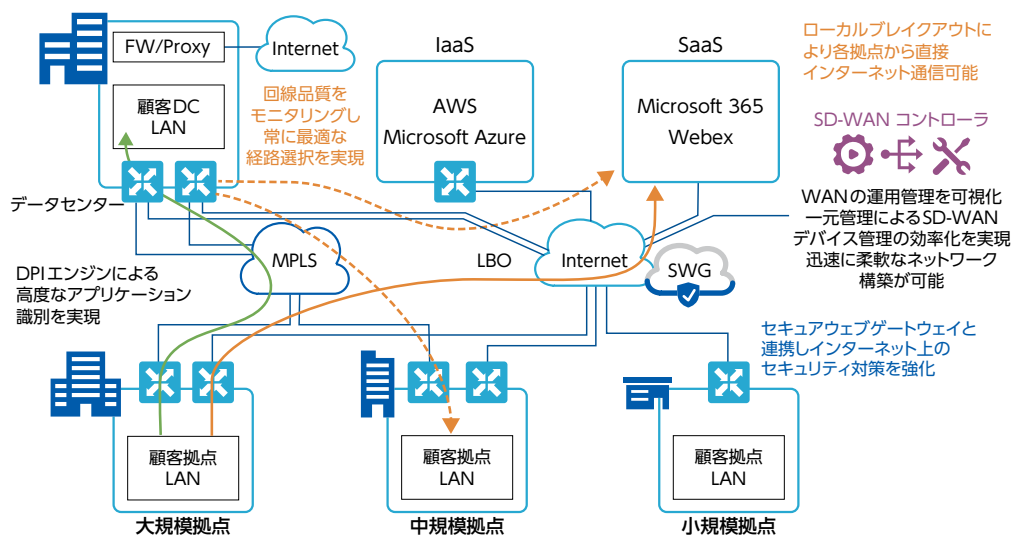 FW/Proxy
Internet
顧客DC
LAN
データセンター
回線品質を
モニタリングし
常に最適な
経路選択を実現
IaaS
AWS
Microsoft Azure
SaaS
Microsoft 365
Webex
ローカルブレイクアウトに
より各拠点から直接
インターネット通信可能
SD-WAN コントローラ
WANの運用管理を可視化
一元管理によるSD-WAN
デバイス管理の効率化を実現
迅速に柔軟なネットワーク
構築が可能
DPIエンジンによる
高度なアプリケーション
識別を実現
MPLS
LBO
Internet
SWG
セキュアウェブゲートウェイと
連携しインターネット上の
セキュリティ対策を強化
顧客拠点
LAN
大規模拠点
顧客拠点
LAN
中規模拠点
顧客拠点
LAN
小規模拠点